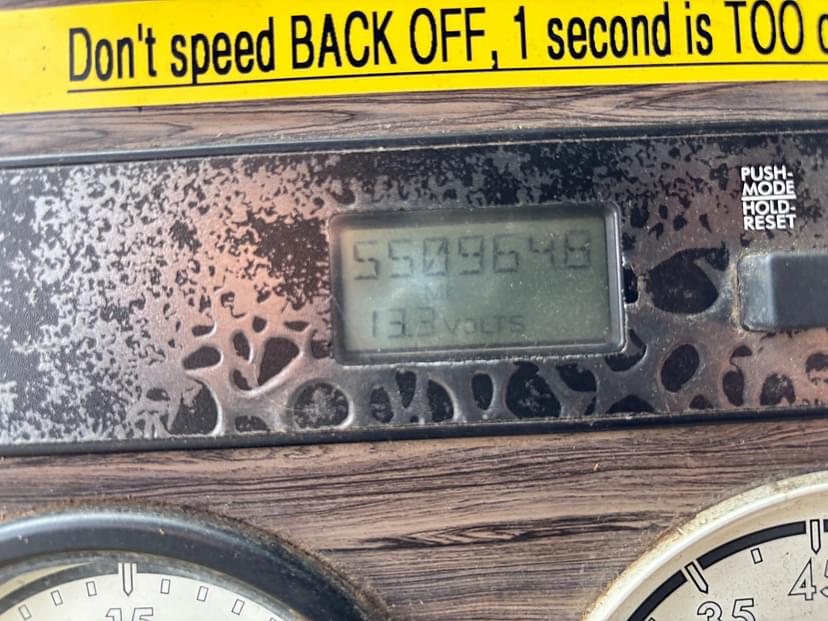 Don't speed BACK OFF, 1 second is TOO
PUSH-
MODE
HOLD-
RESET
5509648
MI
13.3 VOLTS
15
35